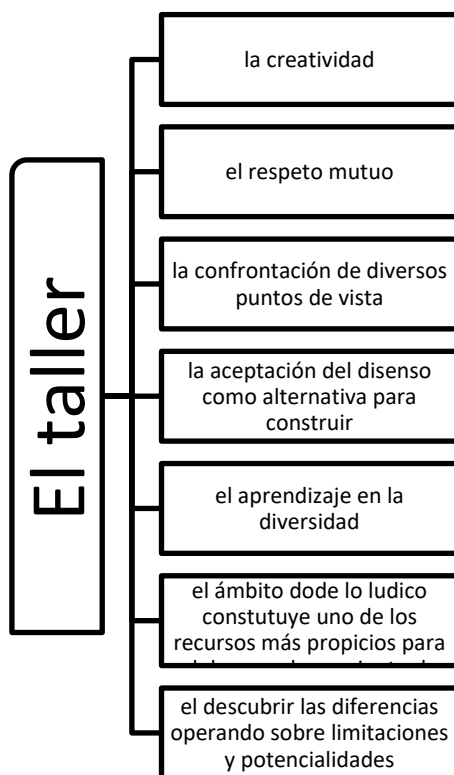 El taller
la creatividad
el respeto mutuo
la confrontación de diversos
puntos de vista
la aceptación del disenso
como alternativa para
construir
el aprendizaje en la
diversidad
el ámbito dode lo ludico
constutuye uno de los
recursos más propicios para
el descubrir las diferencias
operando sobre limitaciones
y potencialidades